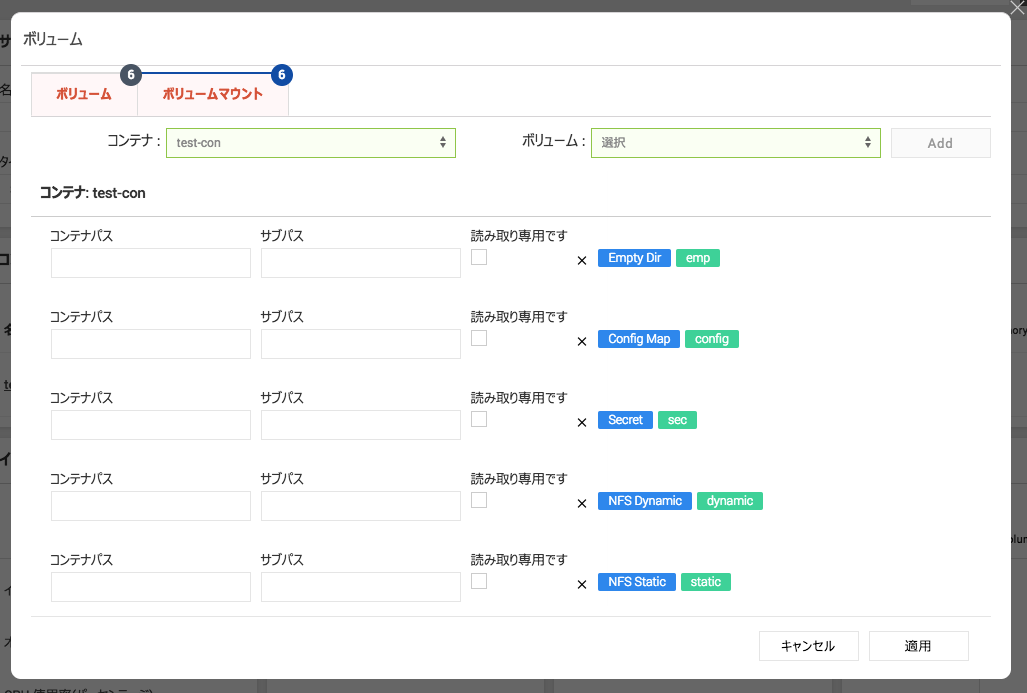 ボリューム
6
6
ボリューム
ボリュームマウント
コンテナ :
test-con
ボリューム :
選択
Add
コンテナ: test-con
コンテナパス
サブパス
読み取り専用です
Empty Dir
emp
コンテナパス
サブパス
読み取り専用です
Config Map
config
コンテナパス
サブパス
読み取り専用です
Secret
sec
コンテナパス
サブパス
読み取り専用です
NFS Dynamic
dynamic
コンテナパス
サブパス
読み取り専用です
NFS Static
static
キャンセル
適用